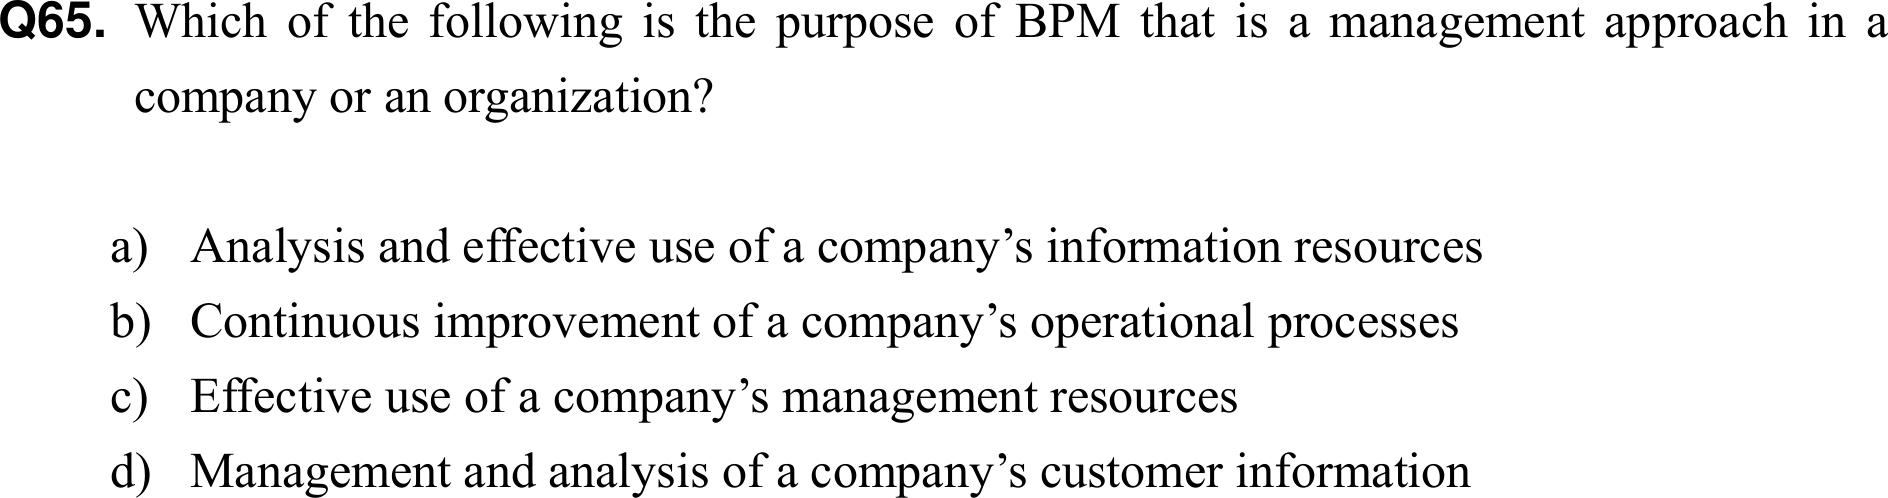 Q65. Which of the following is the purpose of BPM that is a management approach in a
company or an organization?
a) Analysis and effective use of a company’s information resources
b) Continuous improvement of a company’s operational processes
c) Effective use of a company’s management resources
d) Management and analysis of a company’s customer information